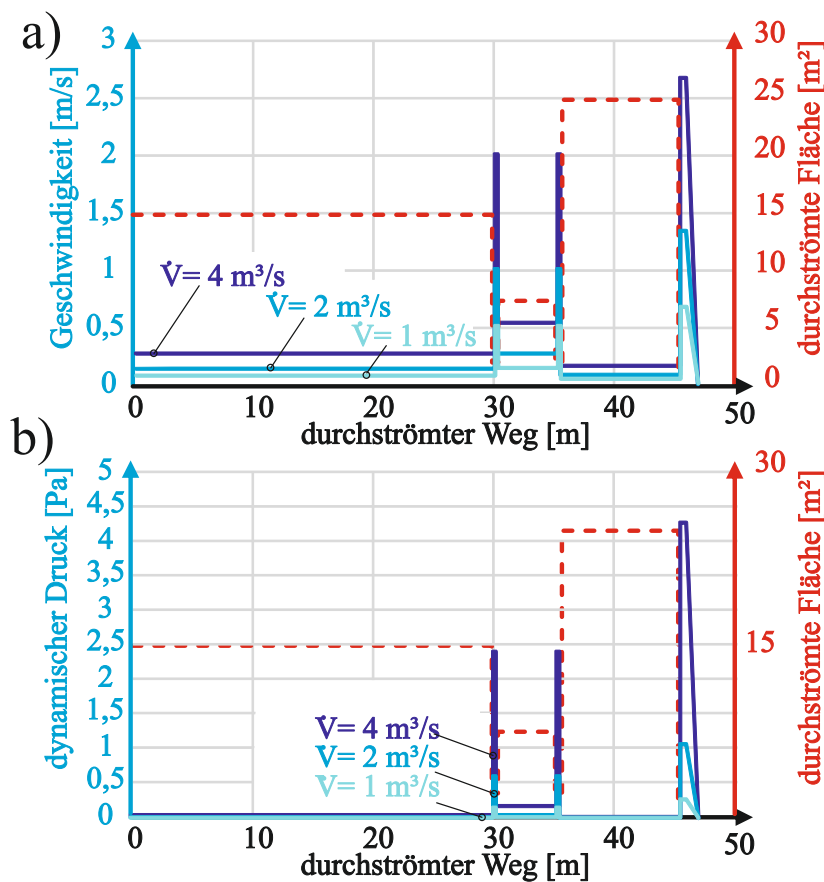 a)
Geschwindigkeit [m/s]
3
2,5
2
1,5
1
0,5
0
30
25
20
15
10
5
0
durchströmte Fläche [m²]
V̇= 4 m³/s
V̇= 2 m³/s
V̇= 1 m³/s
0 10 20 30 40 50
durchströmter Weg [m]
b)
dynamischer Druck [Pa]
5
4,5
4
3,5
3
2,5
2
1,5
1
0,5
0
30
15
durchströmte Fläche [m²]
V̇= 4 m³/s
V̇= 2 m³/s
V̇= 1 m³/s
0 10 20 30 40 50
durchströmter Weg [m]